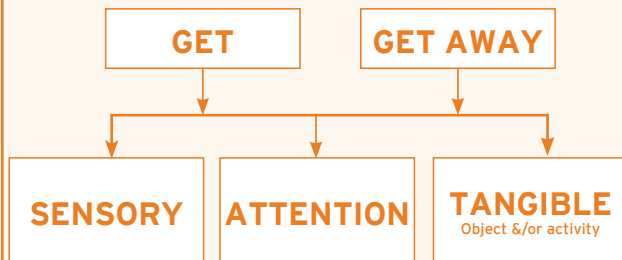 GET
GET AWAY
SENSORY
ATTENTION
TANGIBLE
Object &/or activity